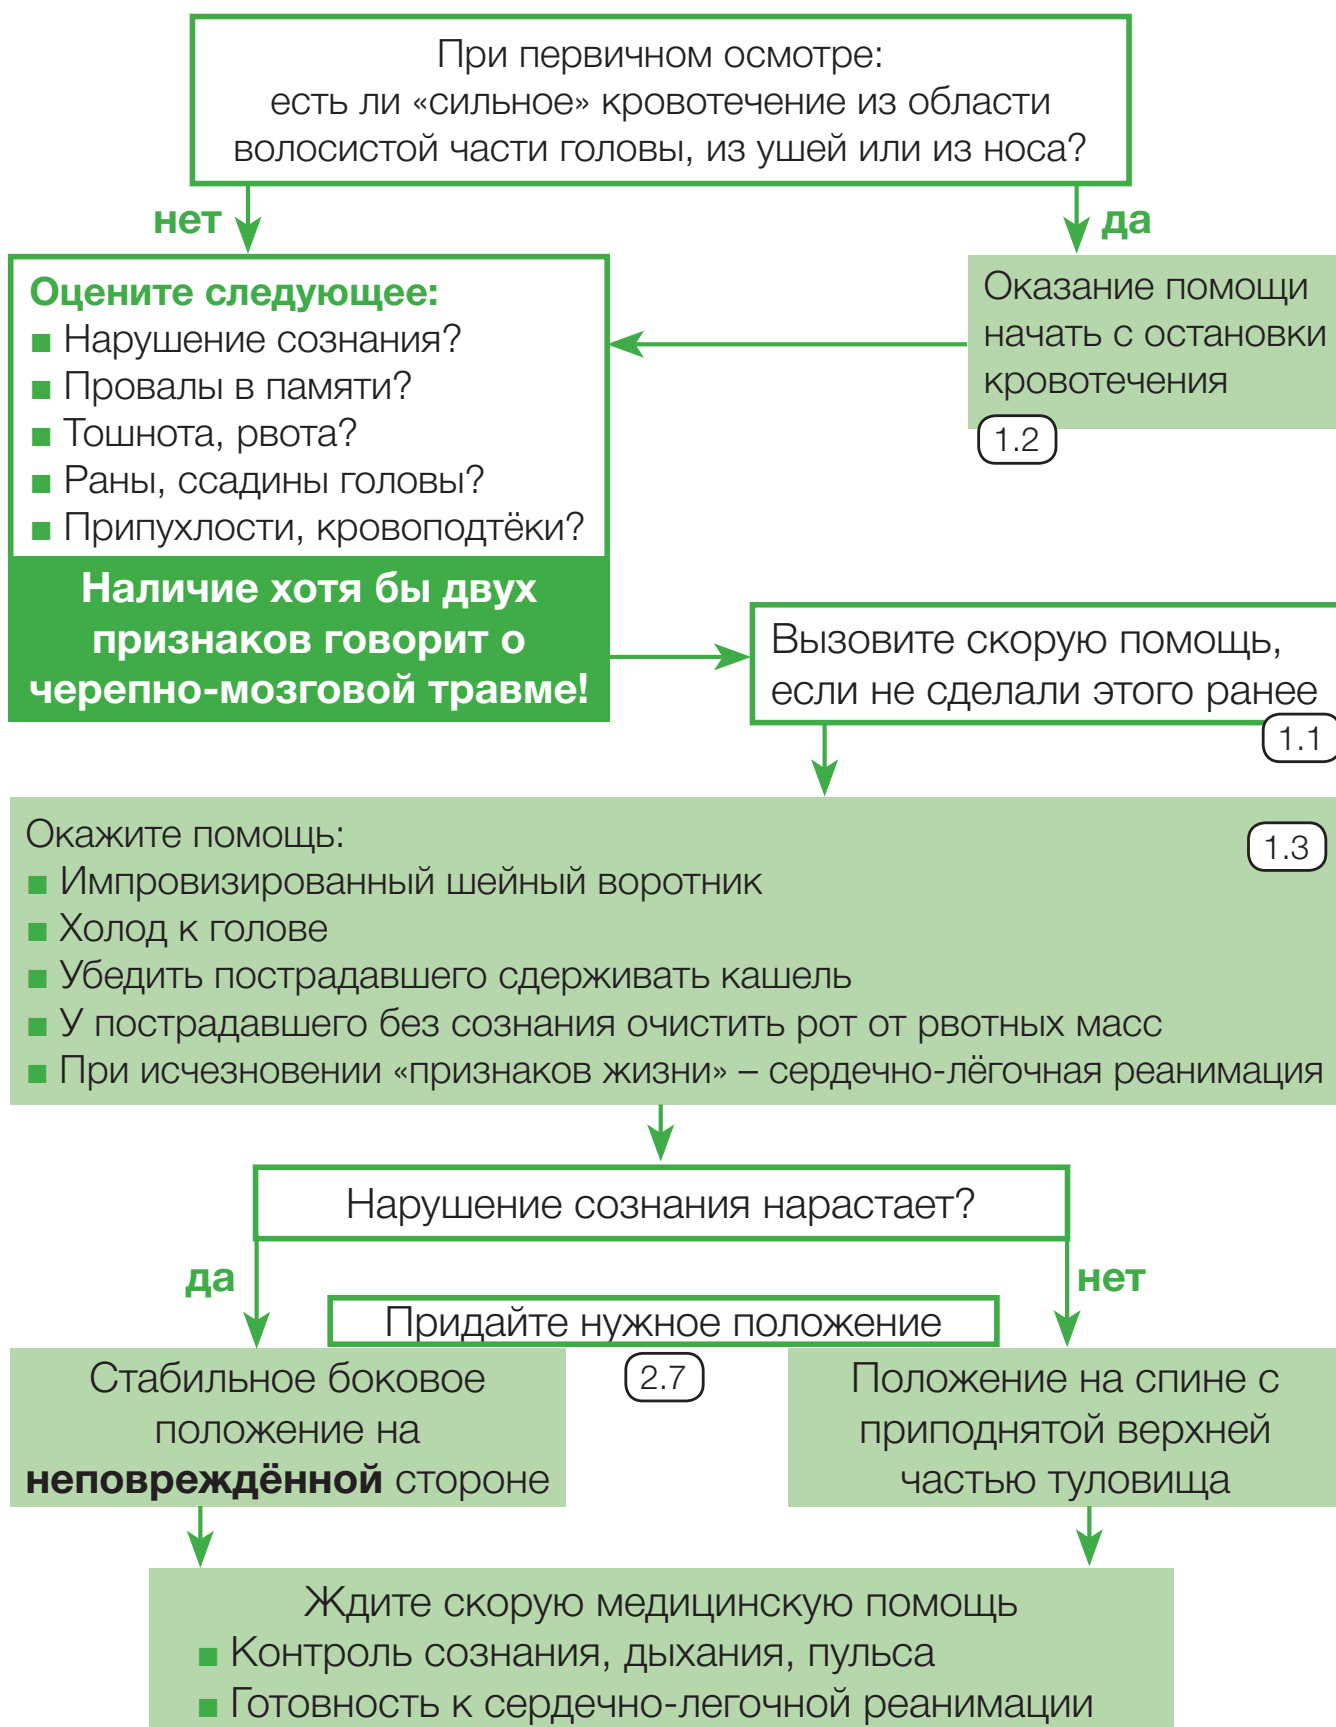 При первичном осмотре:
есть ли «сильное» кровотечение из области
волосистой части головы, из ушей или из носа?
нет
да
Оцените следующее:
Нарушение сознания?
Провалы в памяти?
Тошнота, рвота?
Раны, ссадины головы?
Припухлости, кровоподтёки?
Наличие хотя бы двух
признаков говорит о
черепно-мозговой травме!
Оказание помощи
начать с остановки
кровотечения
1.2
Вызовите скорую помощь,
если не сделали этого ранее
1.1
Окажите помощь:
1.3
Импровизированный шейный воротник
Холод к голове
Убедить пострадавшего сдерживать кашель
У пострадавшего без сознания очистить рот от рвотных масс
При исчезновении «признаков жизни» – сердечно-лёгочная реанимация
Нарушение сознания нарастает?
да
нет
Придайте нужное положение
2.7
Стабильное боковое
положение на
неповреждённой стороне
Положение на спине с
приподнятой верхней
частью туловища
Ждите скорую медицинскую помощь
Контроль сознания, дыхания, пульса
Готовность к сердечно-легочной реанимации